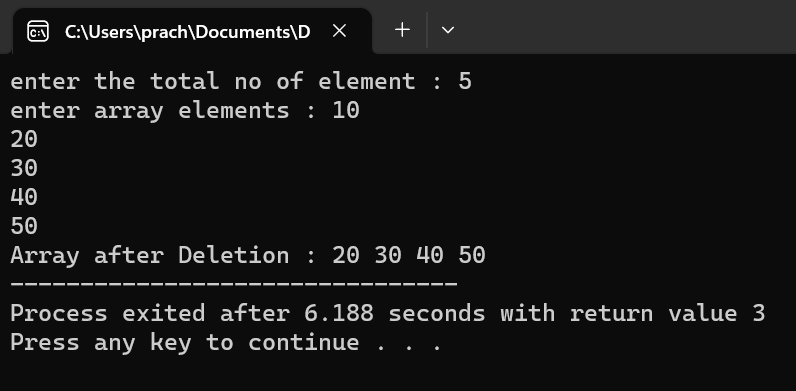 C:\Users\prach\Documents\D
enter the total no of element : 5
enter array elements : 10
20
30
40
50
Array after Deletion : 20 30 40 50
--------------------------------
Process exited after 6.188 seconds with return value 3
Press any key to continue . . .